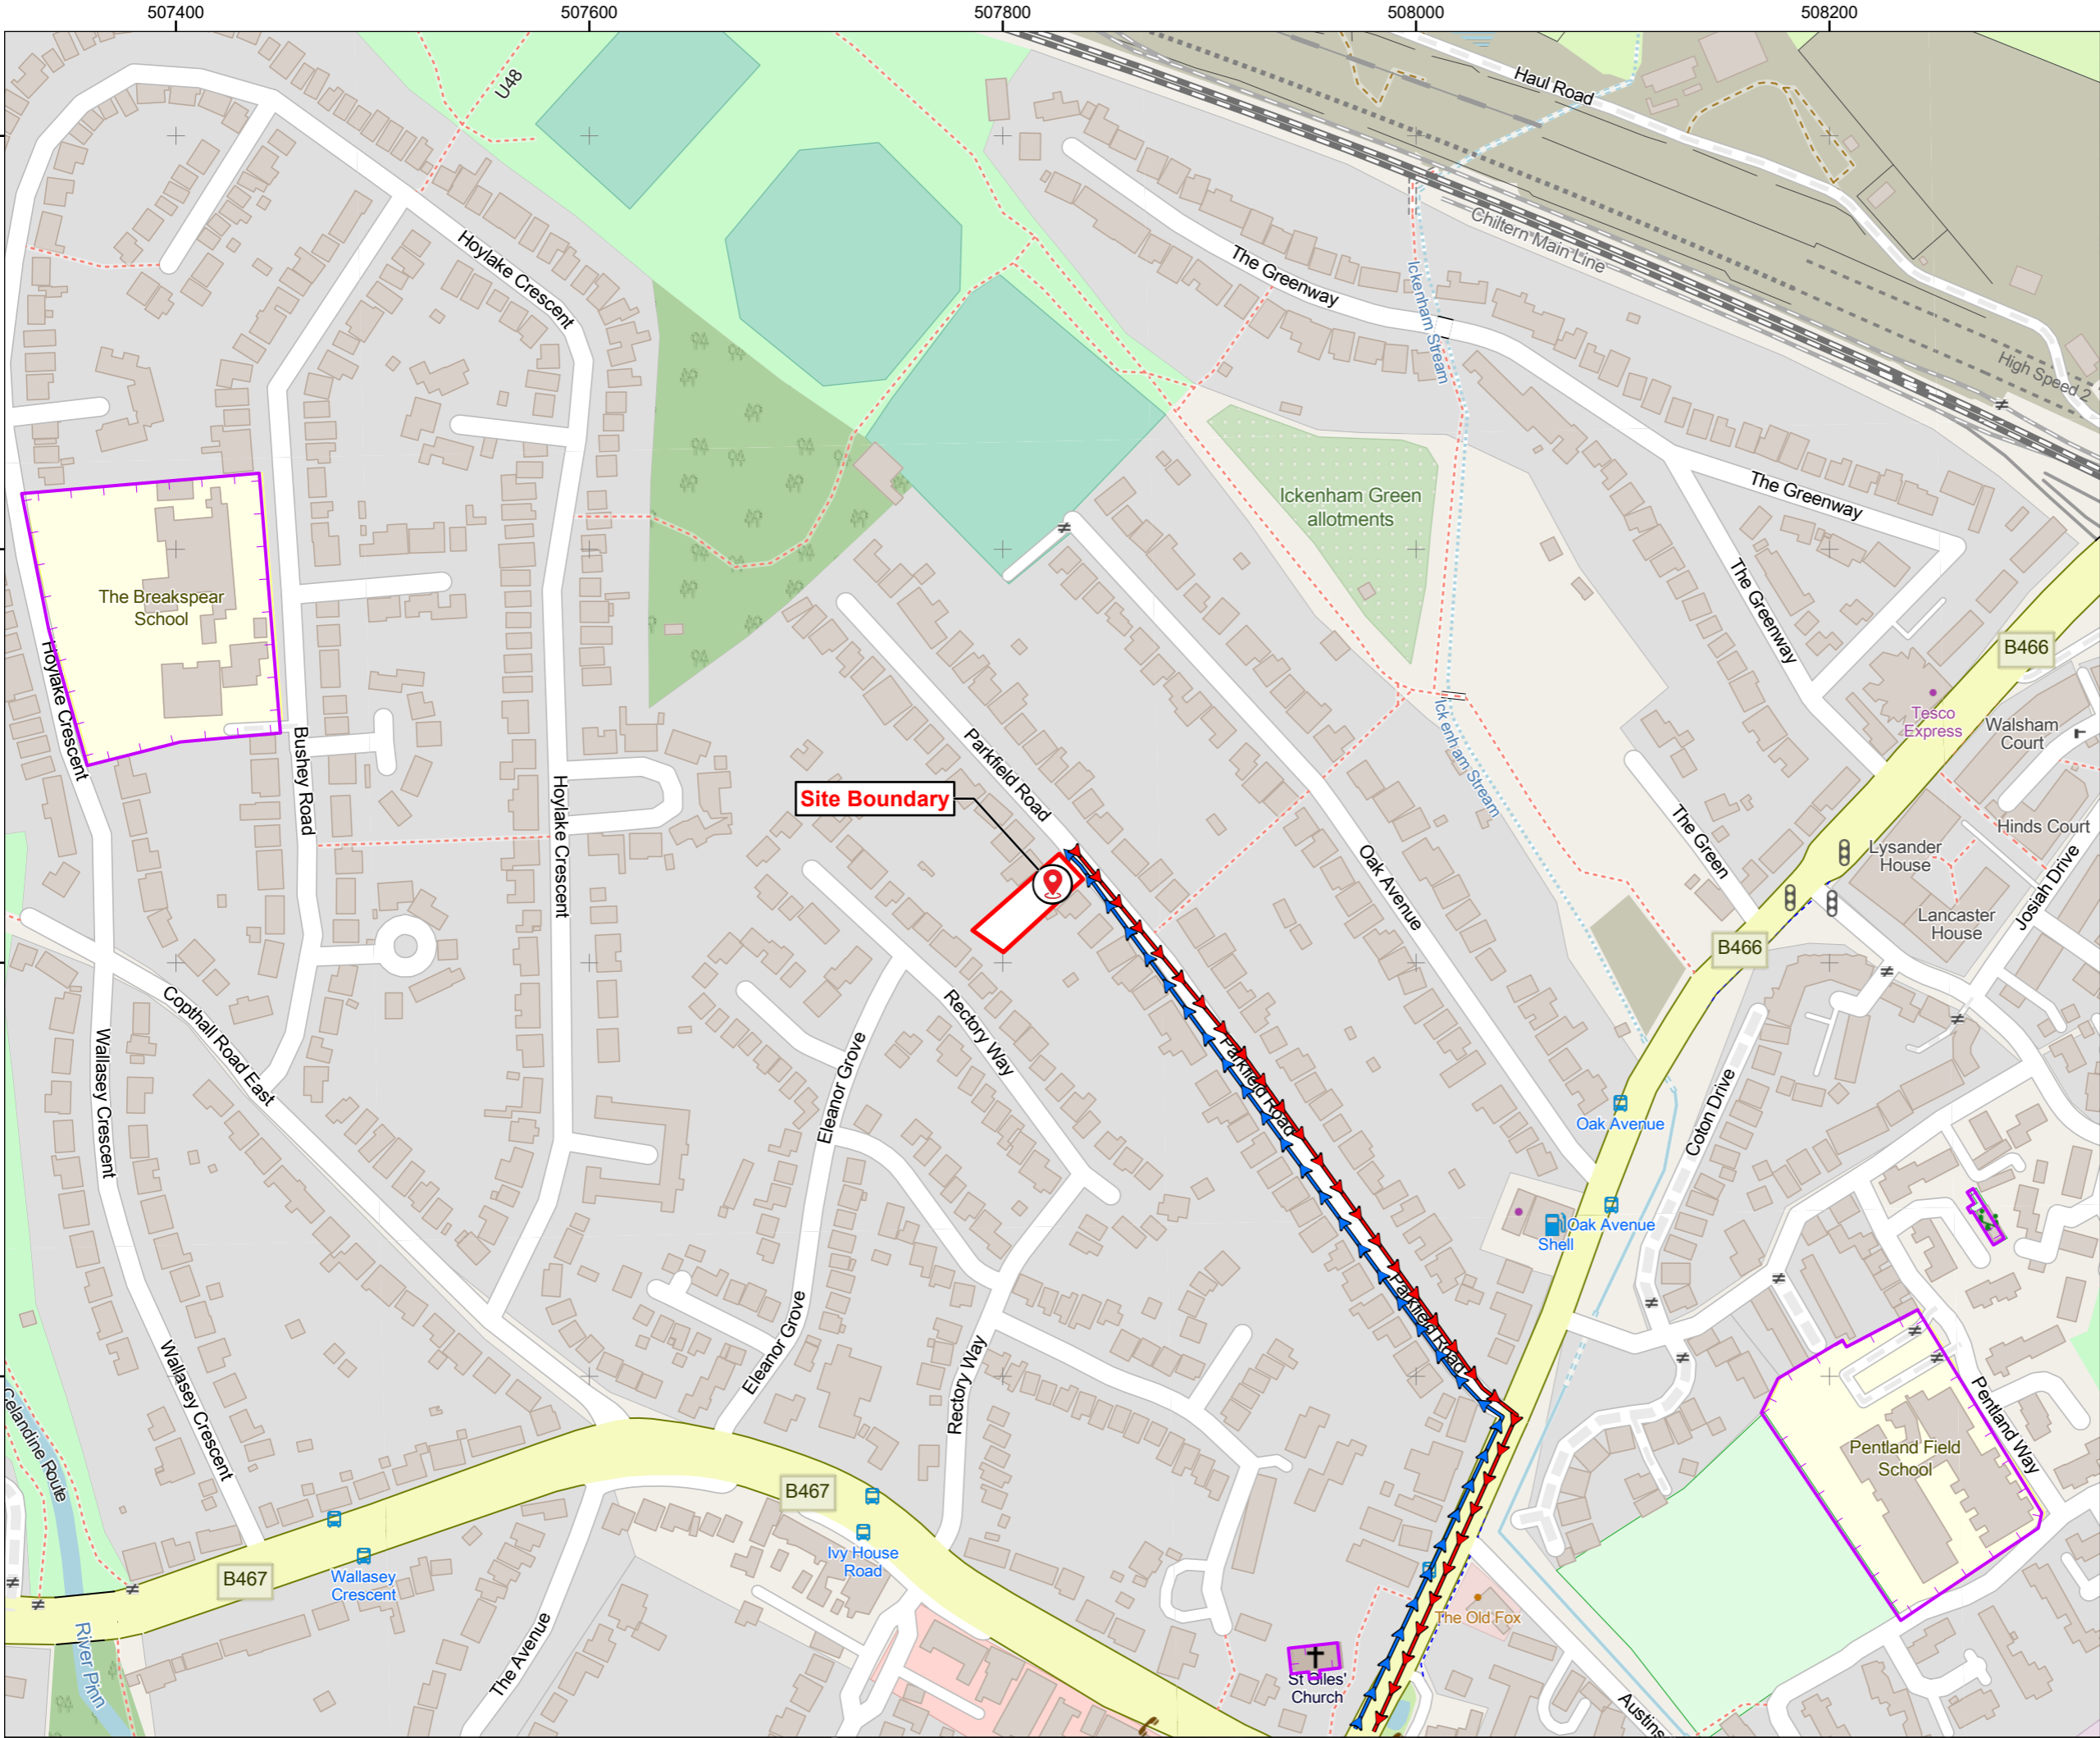 507400
507600
507800
508000
508200
U48
Haul Road
Hoylake Crescent
The Greenway
Chiltern Main Line
Ickenham Stream
High Speed 2
Ickenham Green
allotments
The Greenway
The Breakspear
School
The Greenway
B466
Hoylake Crescent
Tesco
Express
Walsham
Court
Ickenham Stream
Bushey Road
Parkfield Road
Site Boundary
Hoylake Crescent
The Green
Hinds Court
Lysander
House
Oak Avenue
Josiah Drive
Lancaster
House
B466
Copthall Road East
Rectory Way
Wallasey Crescent
Eleanor Grove
Parkfield Road
Coton Drive
Oak Avenue
Oak Avenue
Shell
Parkfield Road
Eleanor Grove
Wallasey Crescent
Rectory Way
Celandine Route
Pentland Way
Pentland Field
School
B467
Ivy House
Road
B467
Wallasey
Crescent
The Old Fox
River Pinn
The Avenue
St Giles'
Church
Austins